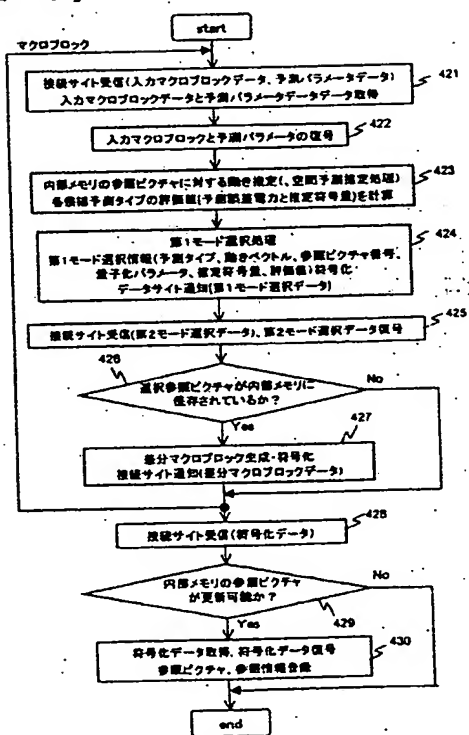 start
マクロブロック
接続サイト受信(入力マクロブロックデータ、予測パラメータデータ)
入力マクロブロックデータと予測パラメータデータデータ取得
421
入力マクロブロックと予測パラメータの復号
422
内部メモリの参照ピクチャに対する動き推定(、空間予測推定処理)
各候補予測タイプの評価値(予測誤差電力と推定符号量)を計算
423
第1モード選択処理
第1モード選択情報(予測タイプ、動きベクトル、参照ピクチャ番号、
量子化パラメータ、推定符号量、評価値)符号化
データサイト通知(第1モード選択データ)
424
接続サイト受信(第2モード選択データ)、第2モード選択データ復号
425
426
選択参照ピクチャが内部メモリに
保存されているか?
No
Yes
427
差分マクロブロック生成・符号化
接続サイト通知(差分マクロブロックデータ)
接続サイト受信(符号化データ)
428
内部メモリの参照ピクチャ
が更新可能か?
No
429
Yes
符号化データ取得、符号化データ復号
参照ピクチャ、参照情報登録
430
end